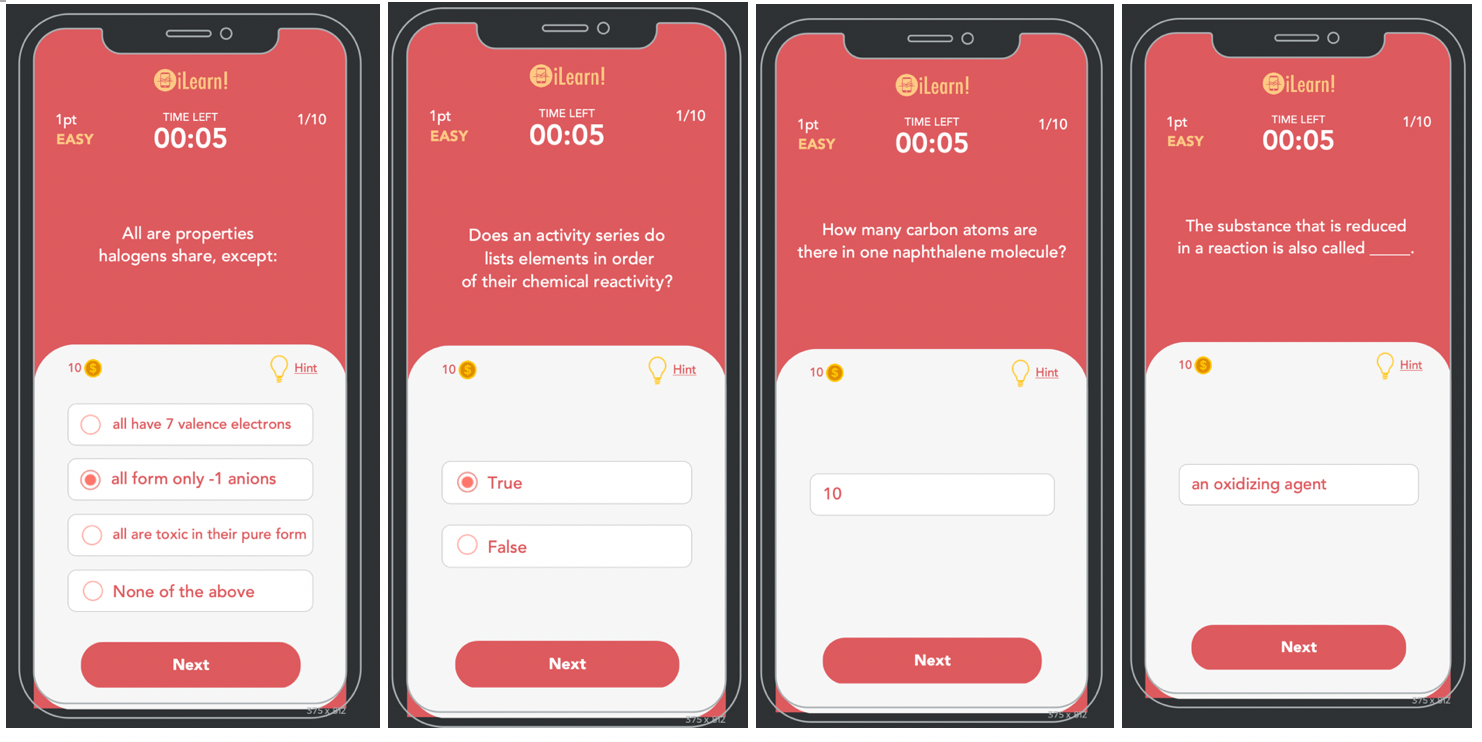 iLearn!
1pt
EASY
TIME LEFT
00:05
1/10
All are properties
halogens share, except:
10
Hint
all have 7 valence electrons
all form only -1 anions
all are toxic in their pure form
None of the above
Next
375 x 812
iLearn!
1pt
EASY
TIME LEFT
00:05
1/10
Does an activity series do
lists elements in order
of their chemical reactivity?
10
Hint
True
False
Next
375 x 812
iLearn!
1pt
EASY
TIME LEFT
00:05
1/10
How many carbon atoms are
there in one naphthalene molecule?
10
Hint
10
Next
375 x 812
iLearn!
1pt
EASY
TIME LEFT
00:05
1/10
The substance that is reduced
in a reaction is also called _____.
10
Hint
an oxidizing agent
Next
375 x 812